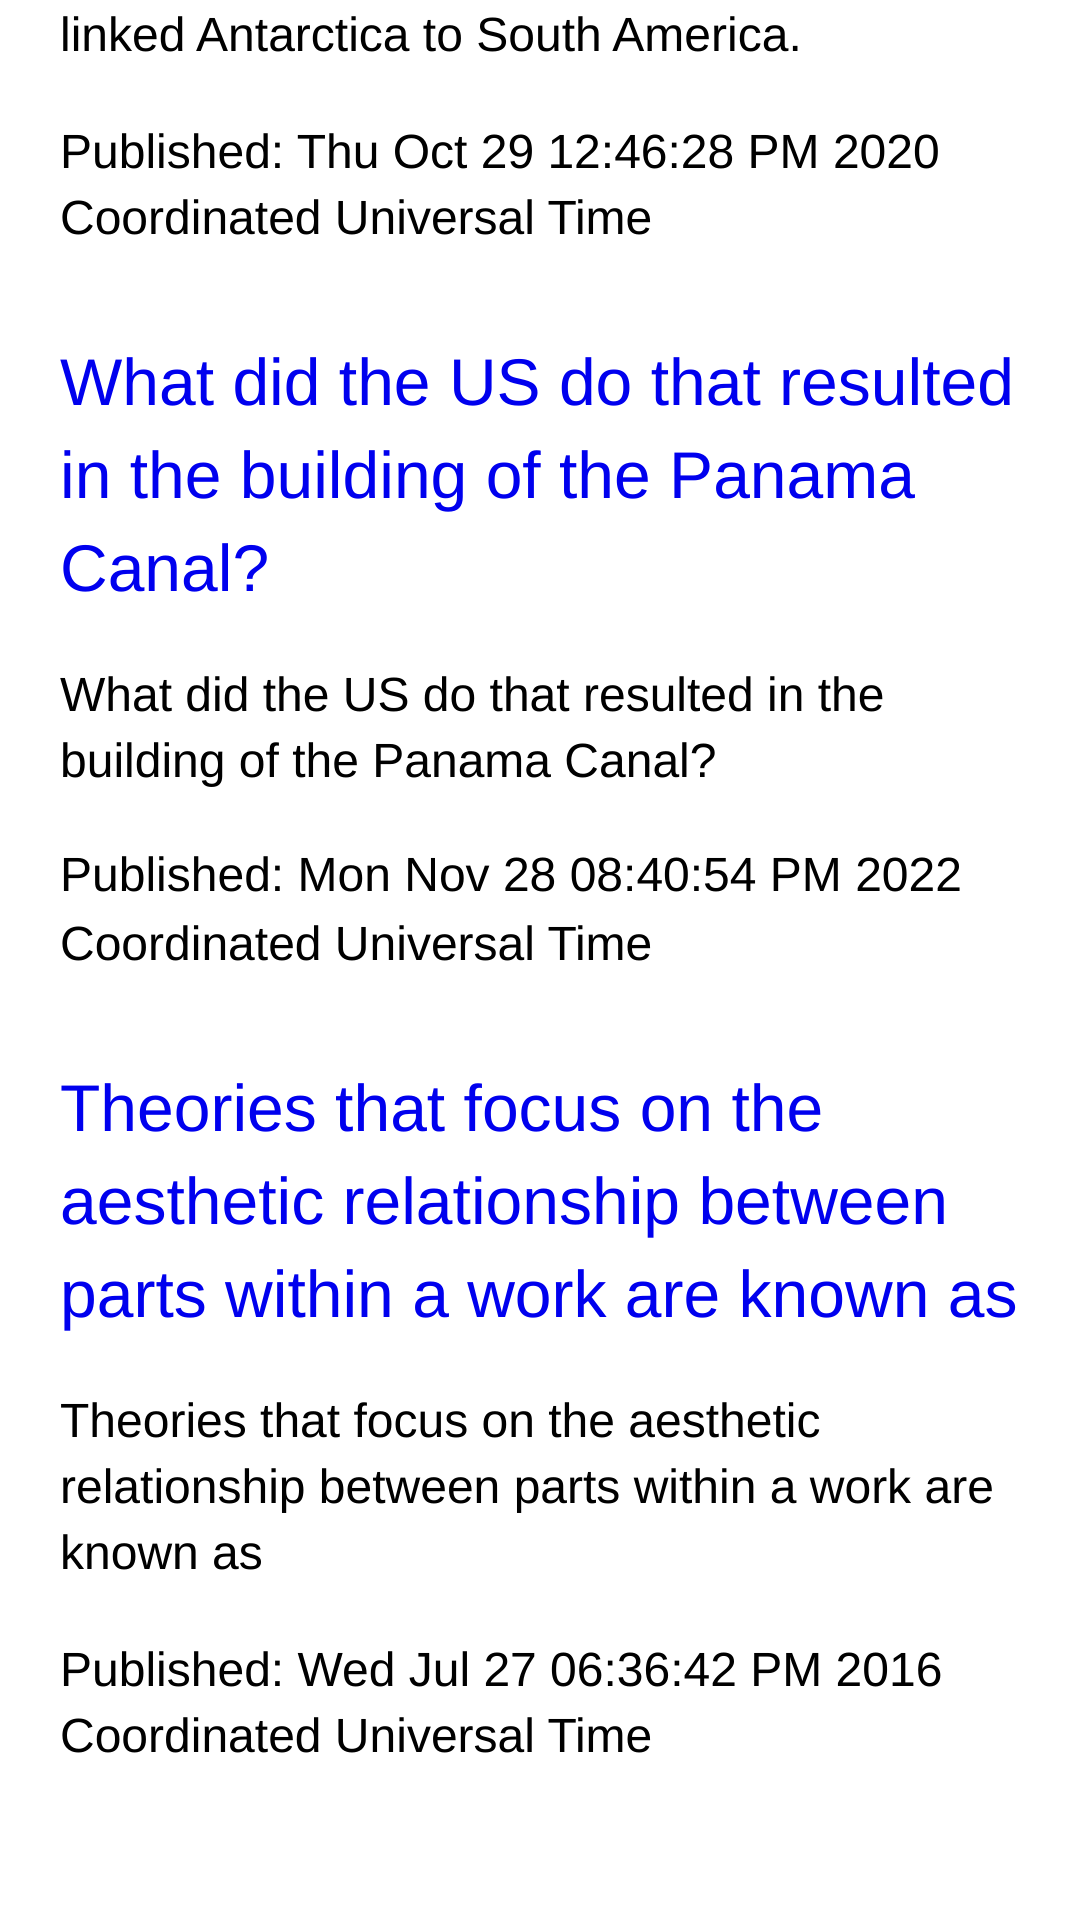 linked Antarctica to South America.
Published: Thu Oct 29 12:46:28 PM 2020
Coordinated Universal Time
What did the US do that resulted
in the building of the Panama
Canal?
What did the US do that resulted in the
building of the Panama Canal?
Published: Mon Nov 28 08:40:54 PM 2022
Coordinated Universal Time
Theories that focus on the
aesthetic relationship between
parts within a work are known as
Theories that focus on the aesthetic
relationship between parts within a work are
known as
Published: Wed Jul 27 06:36:42 PM 2016
Coordinated Universal Time